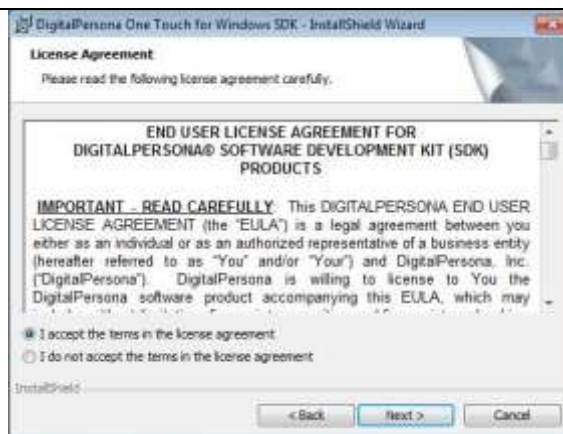 DigitalPersona One Touch for Windows SDK - InstallShield Wizard
License Agreement
Please read the following license agreement carefully.
END USER LICENSE AGREEMENT FOR
DIGITALPERSONA® SOFTWARE DEVELOPMENT KIT (SDK)
PRODUCTS
IMPORTANT - READ CAREFULLY: This DIGITALPERSONA END USER
LICENSE AGREEMENT (the "EULA") is a legal agreement between you
either as an individual or as an authorized representative of a business entity
(hereafter referred to as "You" and/or "Your") and DigitalPersona, Inc.
("DigitalPersona"). DigitalPersona is willing to license to You the
DigitalPersona software product accompanying this EULA, which may
I accept the terms in the license agreement
I do not accept the terms in the license agreement
InstallShield
< Back
Next >
Cancel